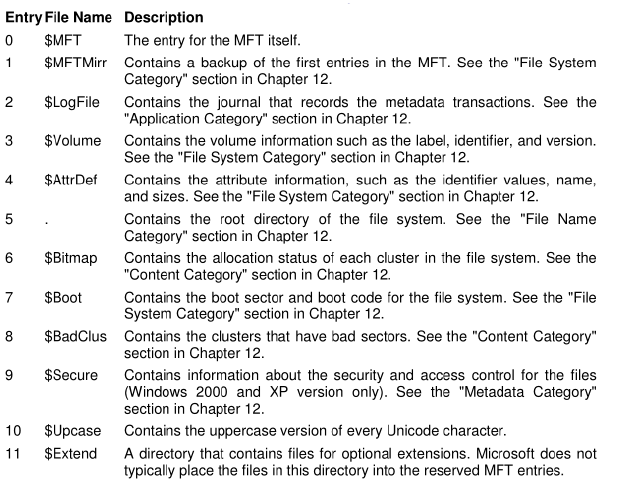 Entry File Name Description
0 $MFT The entry for the MFT itself.
1 $MFTMirr Contains a backup of the first entries in the MFT. See the "File System
Category" section in Chapter 12.
2 $LogFile Contains the journal that records the metadata transactions. See the
"Application Category" section in Chapter 12.
3 $Volume Contains the volume information such as the label, identifier, and version.
See the "File System Category" section in Chapter 12.
4 $AttrDef Contains the attribute information, such as the identifier values, name,
and sizes. See the "File System Category" section in Chapter 12.
5 . Contains the root directory of the file system. See the "File Name
Category" section in Chapter 12.
6 $Bitmap Contains the allocation status of each cluster in the file system. See the
"Content Category" section in Chapter 12.
7 $Boot Contains the boot sector and boot code for the file system. See the "File
System Category" section in Chapter 12.
8 $BadClus Contains the clusters that have bad sectors. See the "Content Category"
section in Chapter 12.
9 $Secure Contains information about the security and access control for the files
(Windows 2000 and XP version only). See the "Metadata Category"
section in Chapter 12.
10 $Upcase Contains the uppercase version of every Unicode character.
11 $Extend A directory that contains files for optional extensions. Microsoft does not
typically place the files in this directory into the reserved MFT entries.